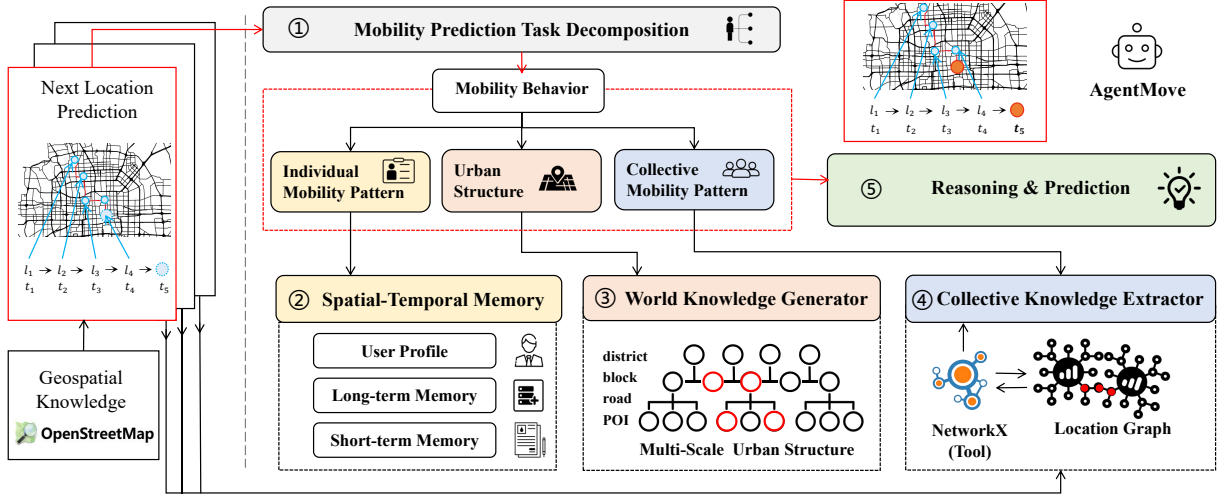 ① Mobility Prediction Task Decomposition
Next Location
Prediction
l₁ → l₂ → l₃ → l₄ →
t₁ t₂ t₃ t₄ t₅
Geospatial
Knowledge
OpenStreetMap
Mobility Behavior
Individual
Mobility Pattern
Urban
Structure
Collective
Mobility Pattern
l₁ → l₂ → l₃ → l₄ →
t₁ t₂ t₃ t₄ t₅
AgentMove
⑤ Reasoning & Prediction
② Spatial-Temporal Memory
User Profile
Long-term Memory
Short-term Memory
③ World Knowledge Generator
district
block
road
POI
Multi-Scale Urban Structure
④ Collective Knowledge Extractor
NetworkX
(Tool)
Location Graph